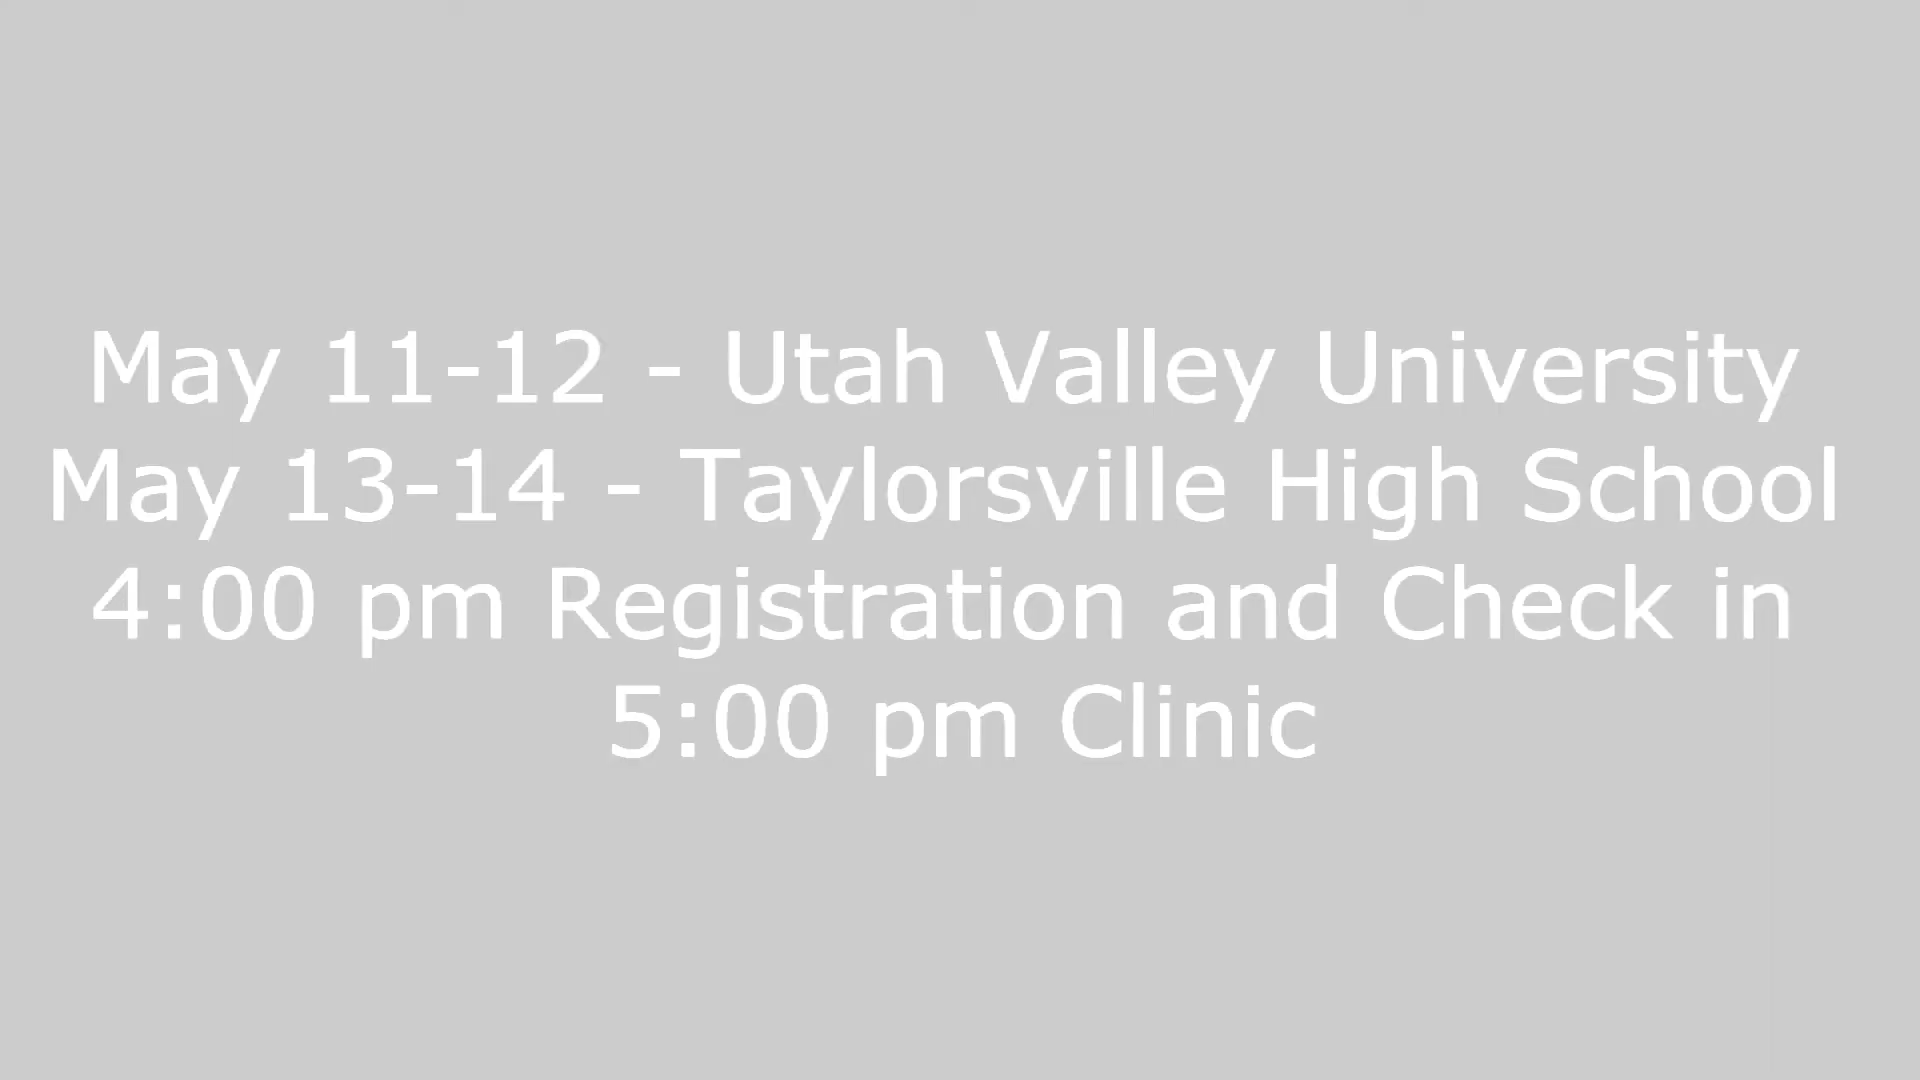 May 11-12 - Utah Valley University
May 13-14 - Taylorsville High School
4:00 pm Registration and Check in
5:00 pm Clinic